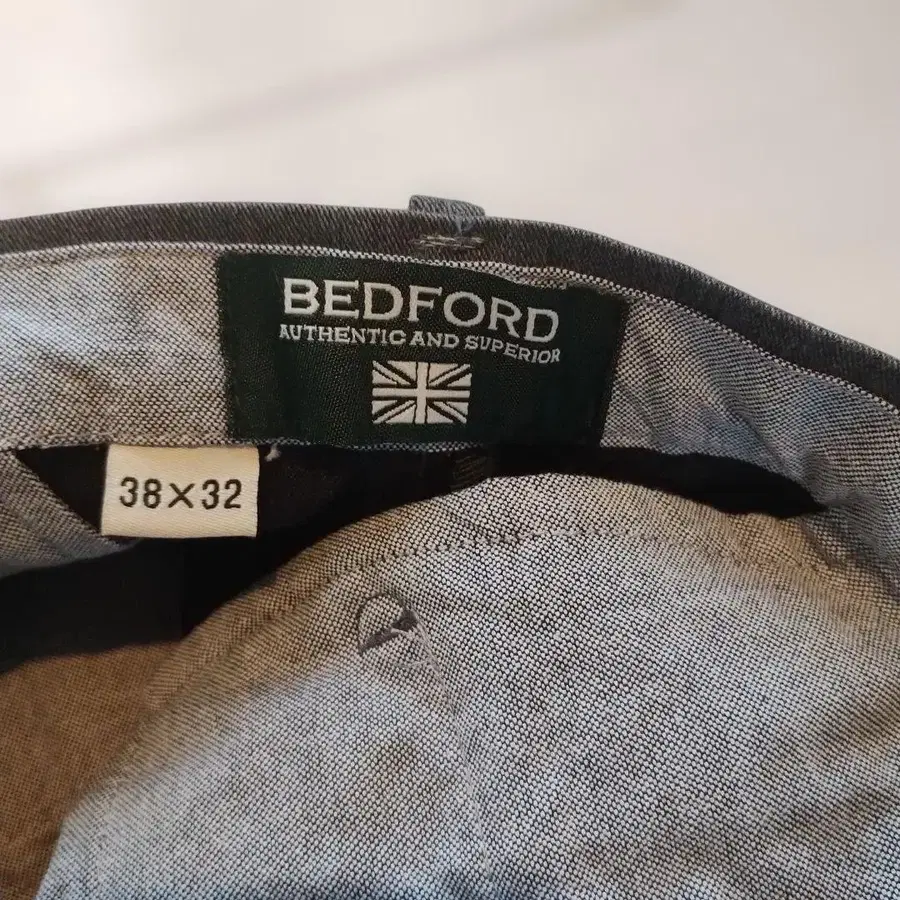 BEDFORD
AUTHENTIC AND SUPERIOR
38×32